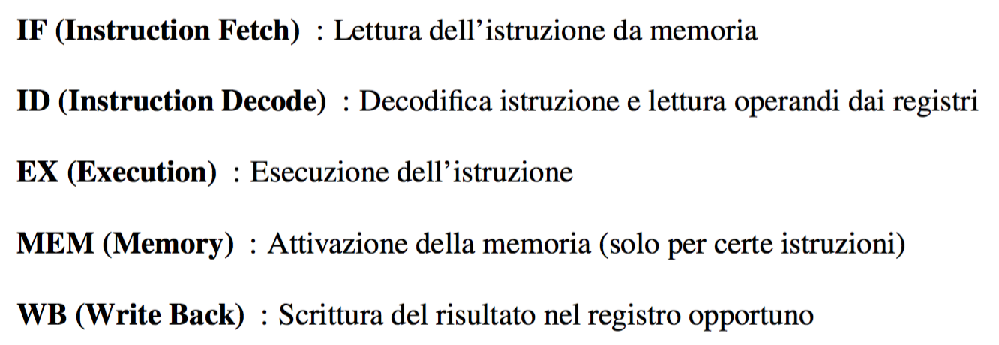 IF (Instruction Fetch) : Lettura dell’istruzione da memoria
ID (Instruction Decode) : Decodifica istruzione e lettura operandi dai registri
EX (Execution) : Esecuzione dell’istruzione
MEM (Memory) : Attivazione della memoria (solo per certe istruzioni)
WB (Write Back) : Scrittura del risultato nel registro opportuno